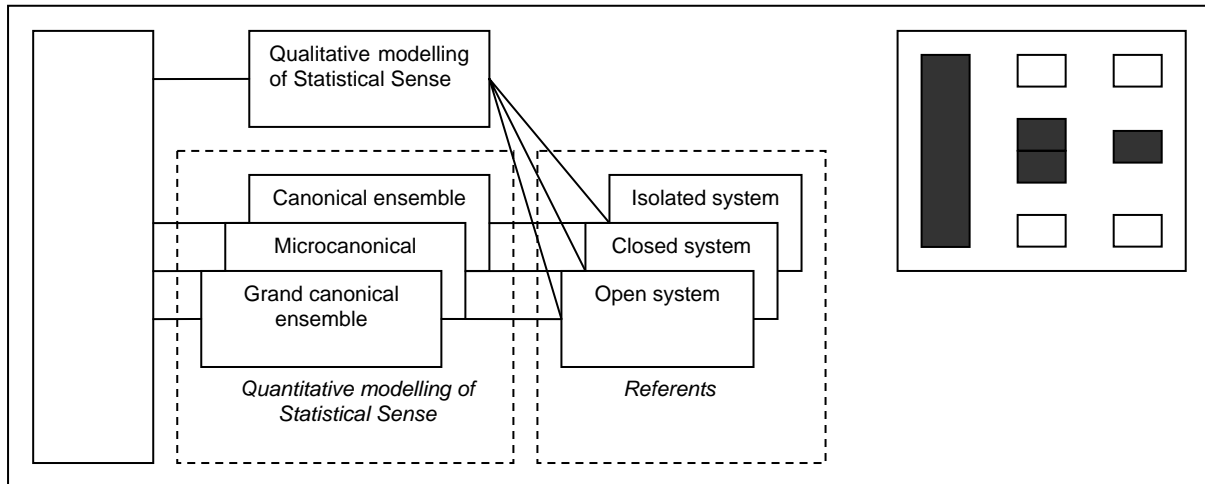 Qualitative modelling
of Statistical Sense
Canonical ensemble
Isolated system
Microcanonical
Closed system
Grand canonical
ensemble
Open system
Quantitative modelling of
Statistical Sense
Referents